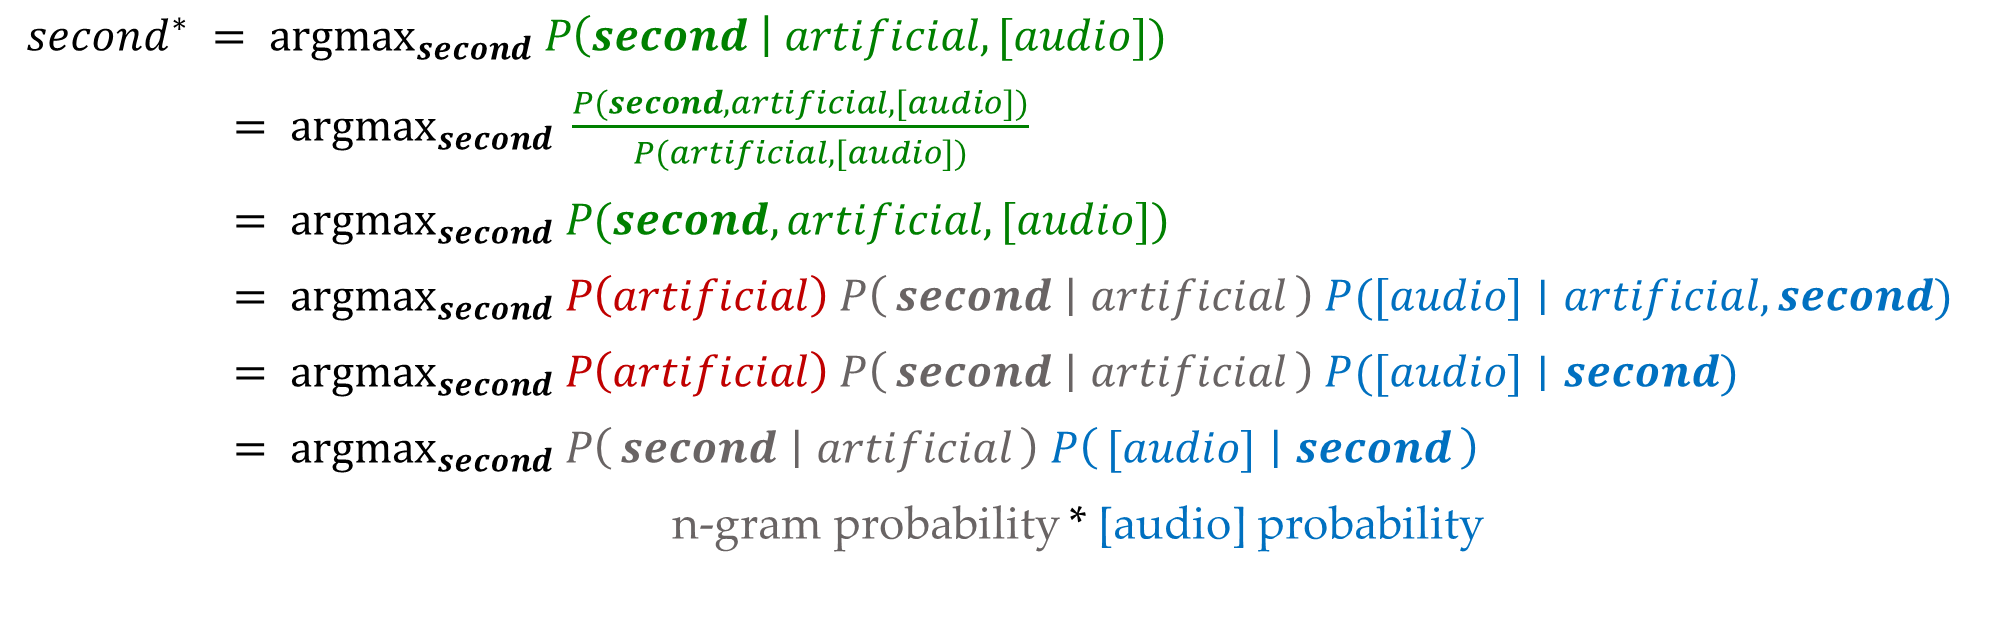 second* = argmax_second P(second | artificial, [audio])
= argmax_second P(second,artificial,[audio]) / P(artificial,[audio])
= argmax_second P(second, artificial, [audio])
= argmax_second P(artificial) P( second | artificial ) P([audio] | artificial, second)
= argmax_second P(artificial) P( second | artificial ) P([audio] | second)
= argmax_second P( second | artificial ) P( [audio] | second )
n-gram probability * [audio] probability